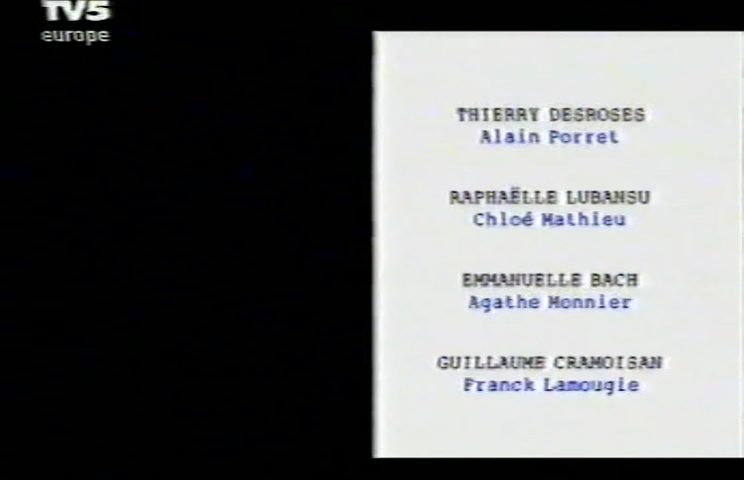 TV5
europe
THIERRY DESROSES
Alain Porret
RAPHAËLLE LUBANSU
Chloé Mathieu
EMMANUELLE BACH
Agathe Monnier
GUILLAUME CRAMOISAN
Franck Lamougie